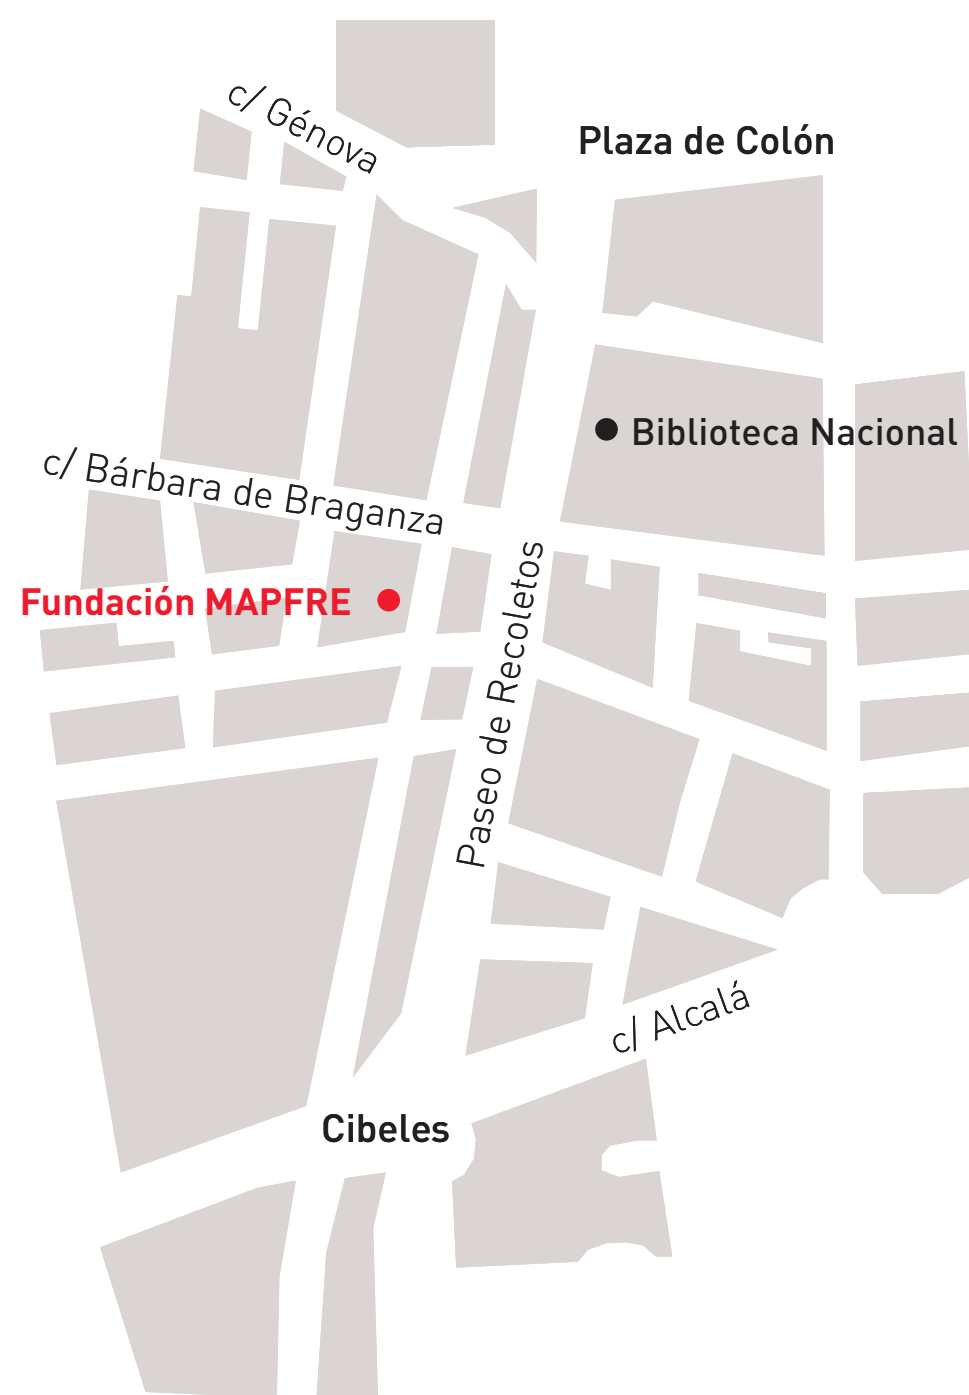 c/ Génova
Plaza de Colón
Biblioteca Nacional
c/ Bárbara de Braganza
Fundación MAPFRE
Paseo de Recoletos
c/ Alcalá
Cibeles